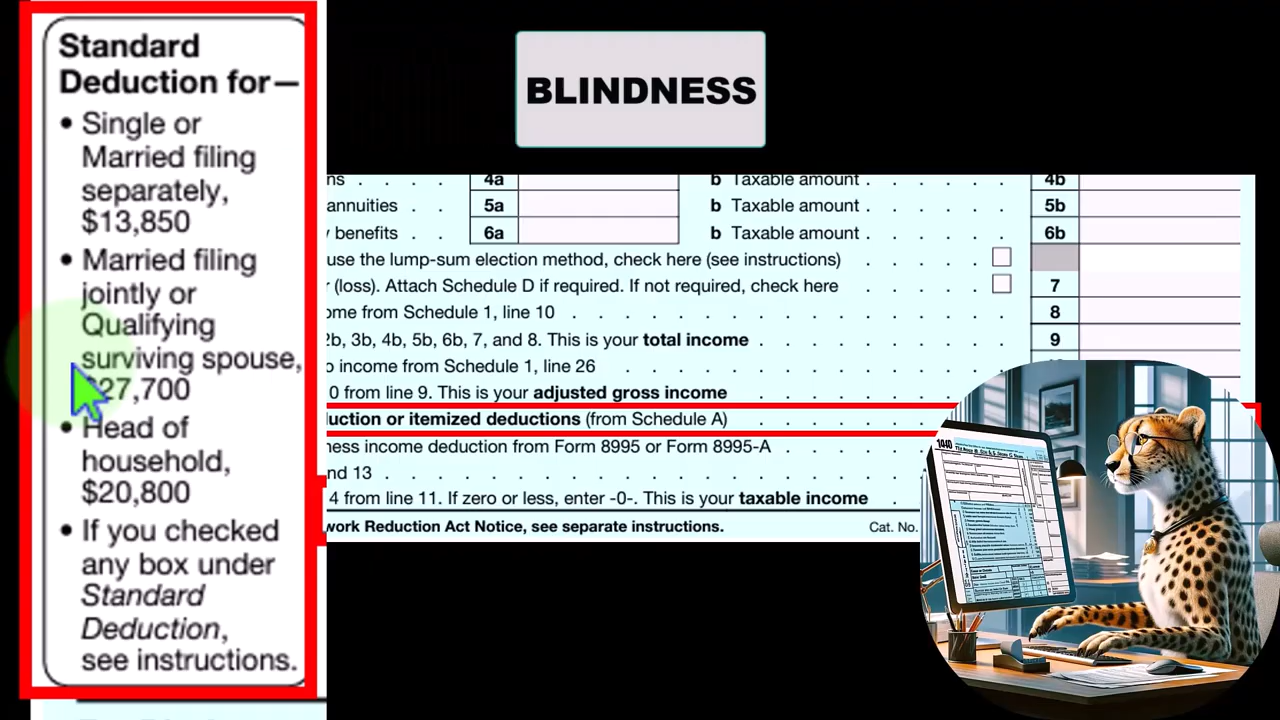 Standard
Deduction for—
• Single or
Married filing
separately,
$13,850
• Married filing
jointly or
Qualifying
surviving spouse,
27,700
• Head of
household,
$20,800
• If you checked
any box under
Standard
Deduction,
see instructions.
BLINDNESS
ns . . . . 4a b Taxable amount . . . . . . 4b
annuities . . 5a b Taxable amount . . . . . . 5b
benefits . . 6a b Taxable amount . . . . . . 6b
use the lump-sum election method, check here (see instructions) . . . . .
(loss). Attach Schedule D if required. If not required, check here . . . . . 7
ome from Schedule 1, line 10 . . . . . . . . . . . . . . . . . 8
2b, 3b, 4b, 5b, 6b, 7, and 8. This is your total income . . . . . . . . . . 9
o income from Schedule 1, line 26 . . . . . . . . . . . . . . .
0 from line 9. This is your adjusted gross income . . . . . . . . .
uction or itemized deductions (from Schedule A) . . . . . . . .
ness income deduction from Form 8995 or Form 8995-A . . . . . .
nd 13 . . . . . . . . . . . . . . . . . . . .
4 from line 11. If zero or less, enter -0-. This is your taxable income .
work Reduction Act Notice, see separate instructions. Cat. No.
1040